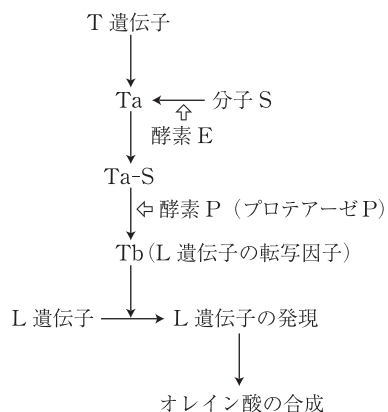 T 遺伝子
Ta
分子 S
酵素 E
Ta-S
酵素 P（プロテアーゼP）
Tb（L 遺伝子の転写因子）
L 遺伝子
L 遺伝子の発現
オレイン酸の合成